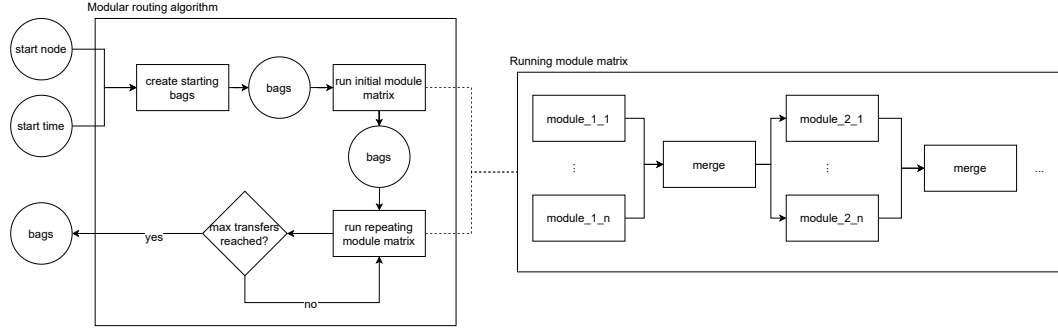 Modular routing algorithm
start node
start time
create starting
bags
bags
run initial module
matrix
bags
run repeating
module matrix
max transfers
reached?
yes
no
bags
Running module matrix
module_1_1
⋮
module_1_n
merge
module_2_1
⋮
module_2_n
merge
...